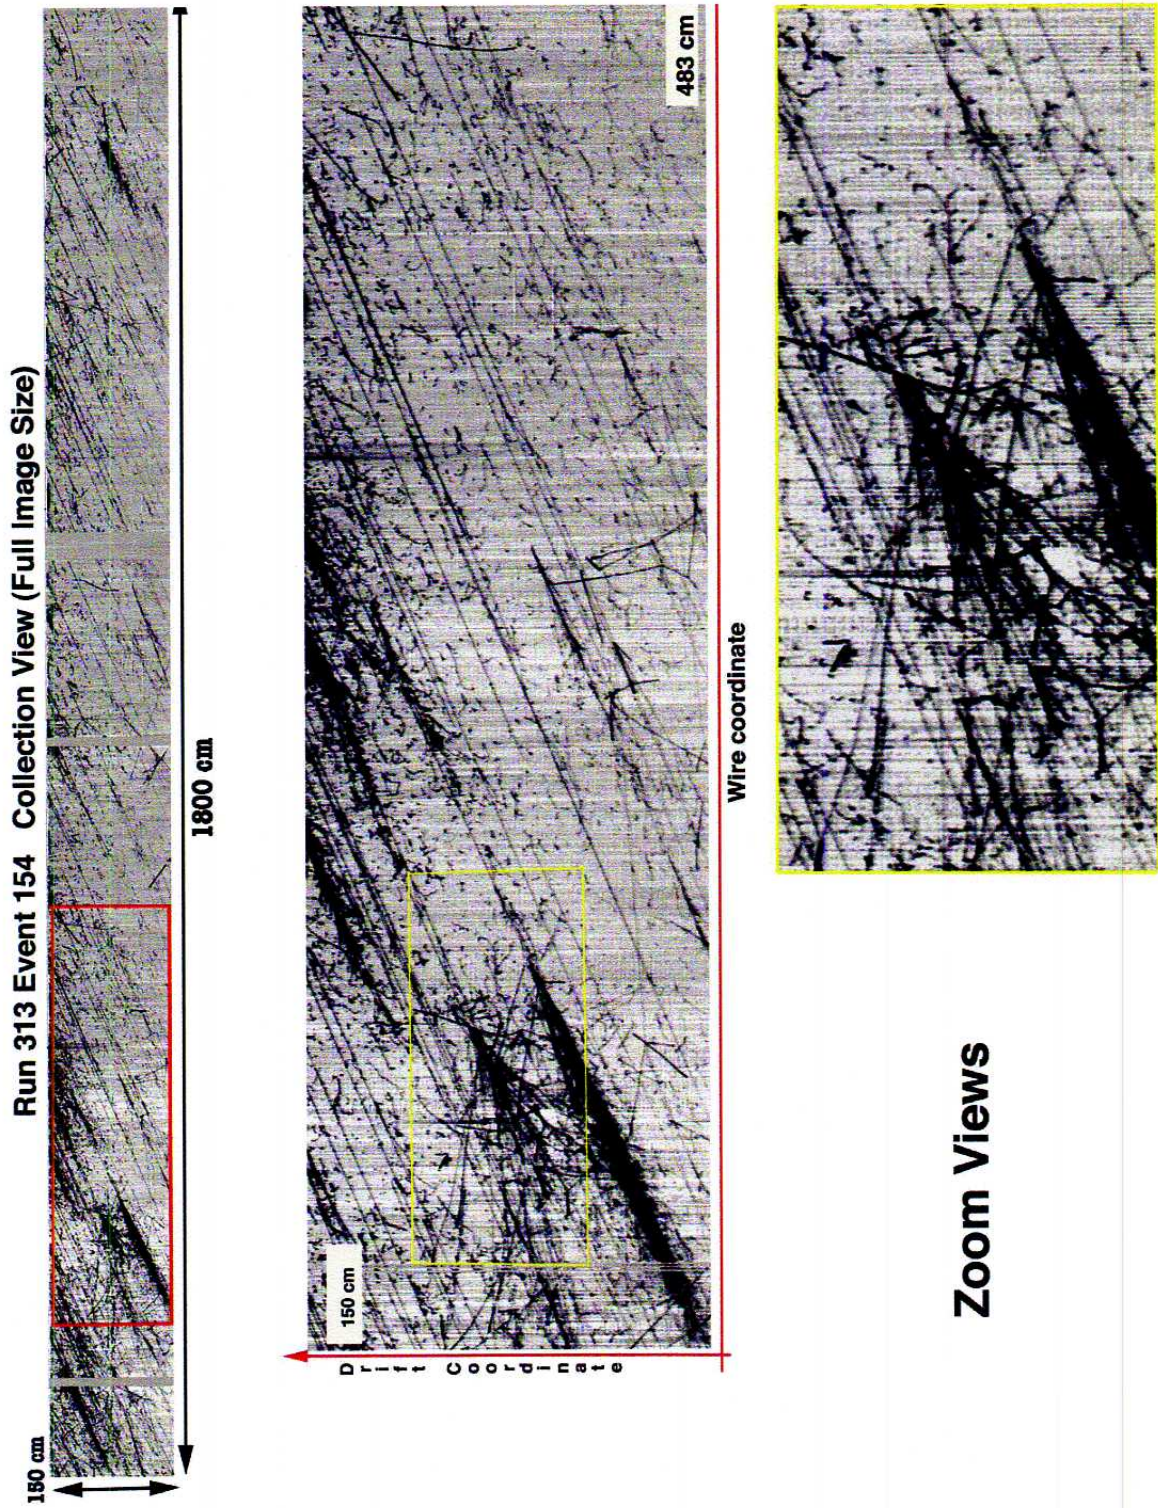 Run 313 Event 154 Collection View (Full Image Size)
150 cm
1800 cm
150 cm
483 cm
Drift Coordinate
Wire coordinate
Zoom Views